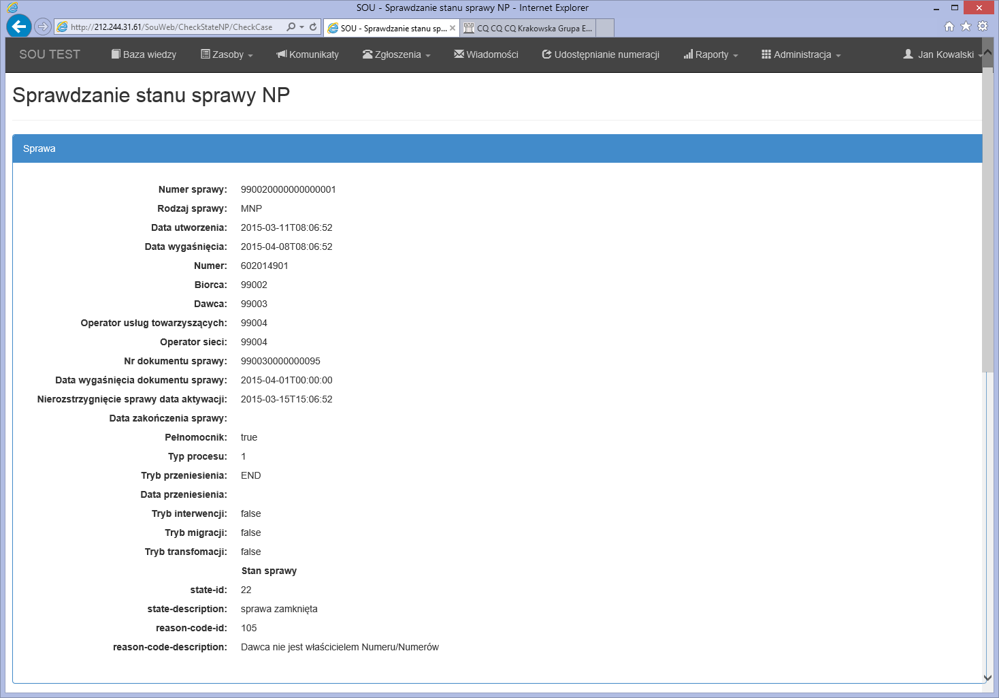 SOU - Sprawdzanie stanu sprawy NP - Internet Explorer
http://212.244.31.61/SouWeb/CheckStateNP/CheckCase
SOU - Sprawdzanie stanu sp...
CQ CQ CQ Krakowska Grupa E...
SOU TEST Baza wiedzy Zasoby Komunikaty Zgłoszenia Wiadomości Udostępnianie numeracji Raporty Administracja Jan Kowalski
Sprawdzanie stanu sprawy NP
Sprawa
Numer sprawy: 990020000000000001
Rodzaj sprawy: MNP
Data utworzenia: 2015-03-11T08:06:52
Data wygaśnięcia: 2015-04-08T08:06:52
Numer: 602014901
Biorca: 99002
Dawca: 99003
Operator usług towarzyszących: 99004
Operator sieci: 99004
Nr dokumentu sprawy: 990030000000095
Data wygaśnięcia dokumentu sprawy: 2015-04-01T00:00:00
Nierozstrzygnięcie sprawy data aktywacji: 2015-03-15T15:06:52
Data zakończenia sprawy:
Pełnomocnik: true
Typ procesu: 1
Tryb przeniesienia: END
Data przeniesienia:
Tryb interwencji: false
Tryb migracji: false
Tryb transfomacji: false
Stan sprawy
state-id: 22
state-description: sprawa zamknięta
reason-code-id: 105
reason-code-description: Dawca nie jest właścicielem Numeru/Numerów